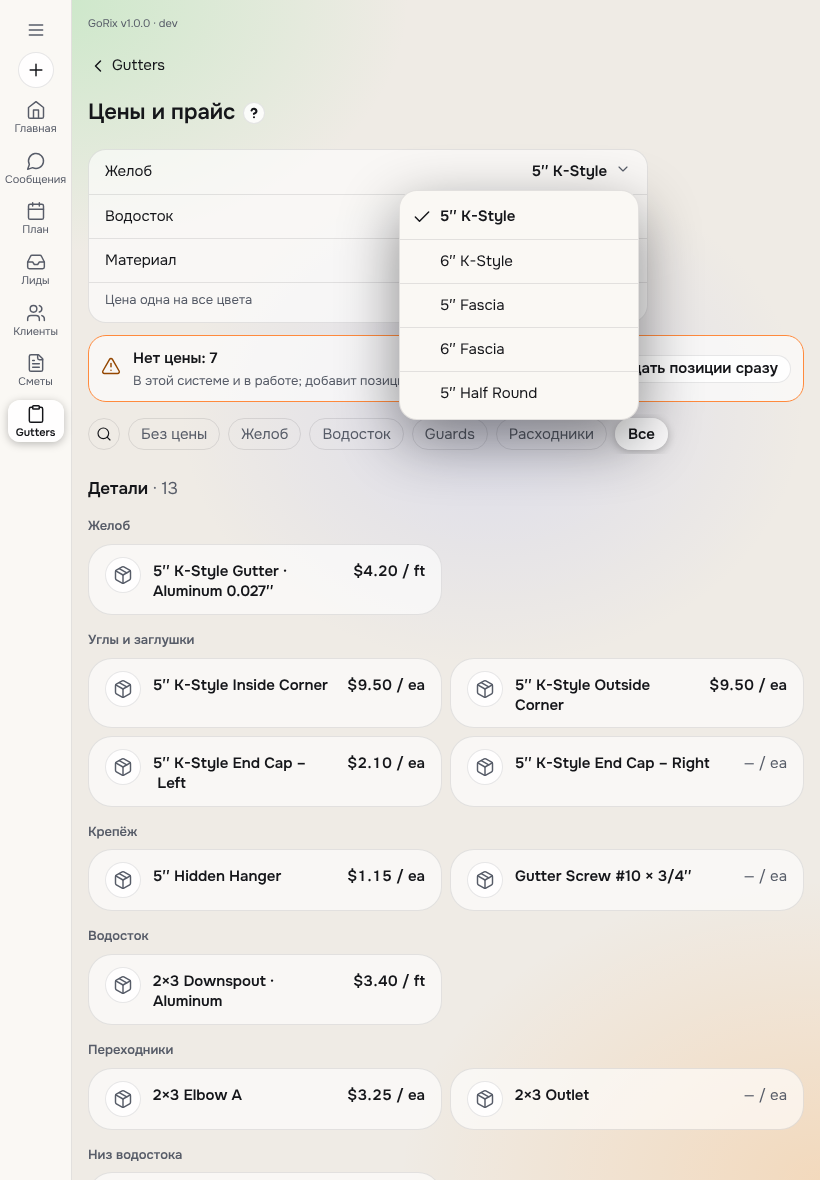 GoRix v1.0.0 · dev
Gutters
Цены и прайс ?
Главная
Сообщения
План
Лиды
Клиенты
Сметы
Gutters
Желоб
5″ K-Style
Водосток
Материал
Цена одна на все цвета
5″ K-Style
6″ K-Style
5″ Fascia
6″ Fascia
5″ Half Round
Нет цены: 7
В этой системе и в работе; добавит
позиции сразу
Без цены
Желоб
Водосток
Guards
Расходники
Все
Детали · 13
Желоб
5″ K-Style Gutter ·
Aluminum 0.027″
$4.20 / ft
Углы и заглушки
5″ K-Style Inside Corner
$9.50 / ea
5″ K-Style Outside
Corner
$9.50 / ea
5″ K-Style End Cap –
Left
$2.10 / ea
5″ K-Style End Cap – Right
— / ea
Крепёж
5″ Hidden Hanger
$1.15 / ea
Gutter Screw #10 × 3/4″
— / ea
Водосток
2×3 Downspout ·
Aluminum
$3.40 / ft
Переходники
2×3 Elbow A
$3.25 / ea
2×3 Outlet
— / ea
Низ водостока